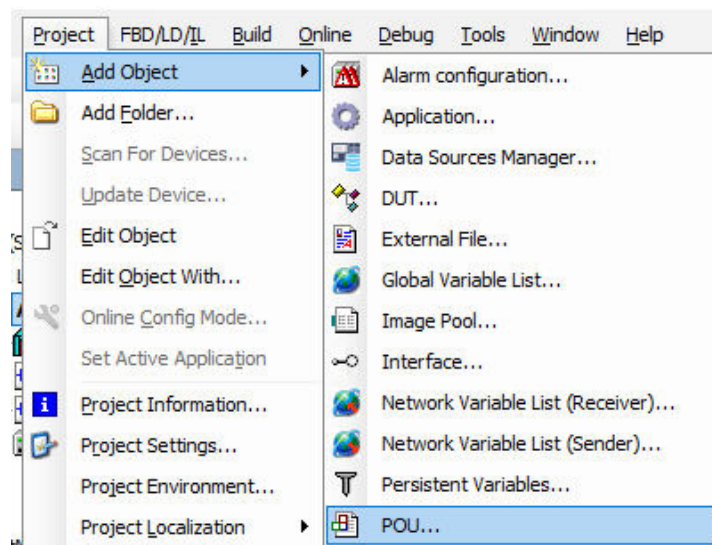 Project FBD/LD/IL Build Online Debug Tools Window Help
Add Object
Add Folder...
Scan For Devices...
Update Device...
Edit Object
Edit Object With...
Online Config Mode...
Set Active Application
Project Information...
Project Settings...
Project Environment...
Project Localization
Alarm configuration...
Application...
Data Sources Manager...
DUT...
External File...
Global Variable List...
Image Pool...
Interface...
Network Variable List (Receiver)...
Network Variable List (Sender)...
Persistent Variables...
POU...